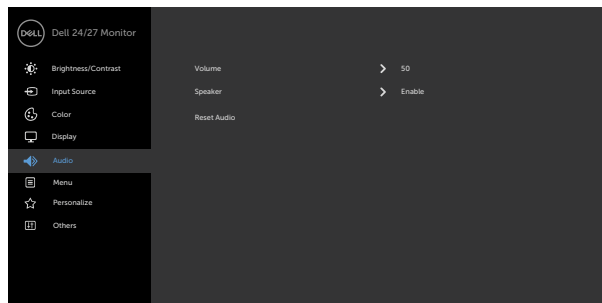 DELL Dell 24/27 Monitor
Brightness/Contrast Volume 50
Input Source Speaker Enable
Color Reset Audio
Display
Audio
Menu
Personalize
Others